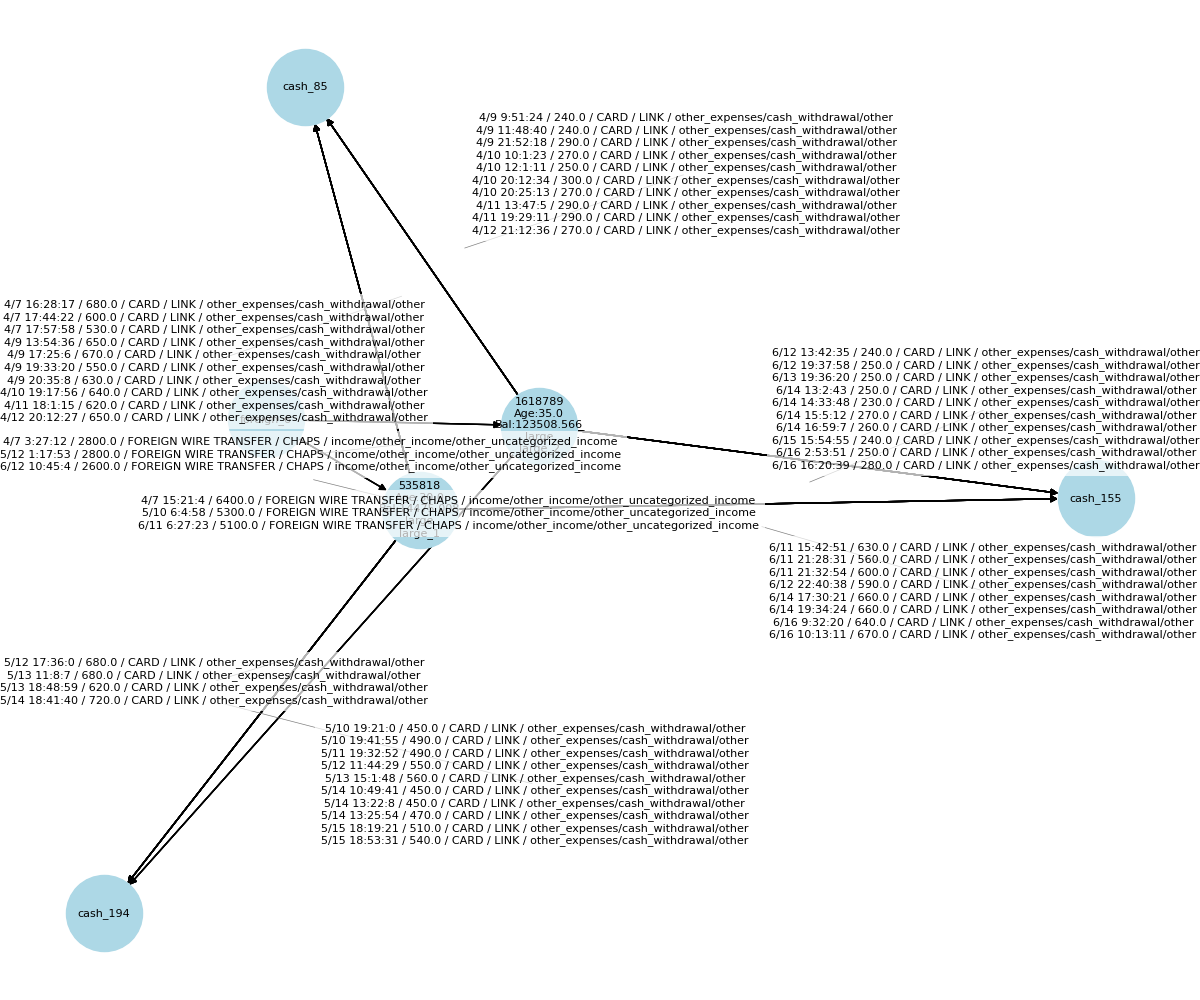 cash_85
4/9 9:51:24 / 240.0 / CARD / LINK / other_expenses/cash_withdrawal/other
4/9 11:48:40 / 240.0 / CARD / LINK / other_expenses/cash_withdrawal/other
4/9 21:52:18 / 290.0 / CARD / LINK / other_expenses/cash_withdrawal/other
4/10 10:1:23 / 270.0 / CARD / LINK / other_expenses/cash_withdrawal/other
4/10 12:1:11 / 250.0 / CARD / LINK / other_expenses/cash_withdrawal/other
4/10 20:12:34 / 300.0 / CARD / LINK / other_expenses/cash_withdrawal/other
4/10 20:25:13 / 270.0 / CARD / LINK / other_expenses/cash_withdrawal/other
4/11 13:47:5 / 290.0 / CARD / LINK / other_expenses/cash_withdrawal/other
4/11 19:29:11 / 290.0 / CARD / LINK / other_expenses/cash_withdrawal/other
4/12 21:12:36 / 270.0 / CARD / LINK / other_expenses/cash_withdrawal/other
4/7 16:28:17 / 680.0 / CARD / LINK / other_expenses/cash_withdrawal/other
4/7 17:44:22 / 600.0 / CARD / LINK / other_expenses/cash_withdrawal/other
4/7 17:57:58 / 530.0 / CARD / LINK / other_expenses/cash_withdrawal/other
4/9 13:54:36 / 650.0 / CARD / LINK / other_expenses/cash_withdrawal/other
4/9 17:25:6 / 670.0 / CARD / LINK / other_expenses/cash_withdrawal/other
4/9 19:33:20 / 550.0 / CARD / LINK / other_expenses/cash_withdrawal/other
4/9 20:35:8 / 630.0 / CARD / LINK / other_expenses/cash_withdrawal/other
4/10 19:17:56 / 640.0 / CARD / LINK / other_expenses/cash_withdrawal/other
4/11 18:1:15 / 620.0 / CARD / LINK / other_expenses/cash_withdrawal/other
4/12 20:12:27 / 650.0 / CARD / LINK / other_expenses/cash_withdrawal/other
6/12 13:42:35 / 240.0 / CARD / LINK / other_expenses/cash_withdrawal/other
6/12 19:37:58 / 250.0 / CARD / LINK / other_expenses/cash_withdrawal/other
6/13 19:36:20 / 250.0 / CARD / LINK / other_expenses/cash_withdrawal/other
6/14 13:2:43 / 250.0 / CARD / LINK / other_expenses/cash_withdrawal/other
6/14 14:33:48 / 230.0 / CARD / LINK / other_expenses/cash_withdrawal/other
6/14 15:5:12 / 270.0 / CARD / LINK / other_expenses/cash_withdrawal/other
6/14 16:59:7 / 260.0 / CARD / LINK / other_expenses/cash_withdrawal/other
6/15 15:54:55 / 240.0 / CARD / LINK / other_expenses/cash_withdrawal/other
6/16 2:53:51 / 250.0 / CARD / LINK / other_expenses/cash_withdrawal/other
6/16 16:20:39 / 280.0 / CARD / LINK / other_expenses/cash_withdrawal/other
1618789
Age:35.0
Bal:123508.566
4/7 3:27:12 / 2800.0 / FOREIGN WIRE TRANSFER / CHAPS / income/other_income/other_uncategorized_income
5/12 1:17:53 / 2800.0 / FOREIGN WIRE TRANSFER / CHAPS / income/other_income/other_uncategorized_income
6/12 10:45:4 / 2600.0 / FOREIGN WIRE TRANSFER / CHAPS / income/other_income/other_uncategorized_income
535818
4/7 15:21:4 / 6400.0 / FOREIGN WIRE TRANSFER / CHAPS / income/other_income/other_uncategorized_income
5/10 6:4:58 / 5300.0 / FOREIGN WIRE TRANSFER / CHAPS / income/other_income/other_uncategorized_income
6/11 6:27:23 / 5100.0 / FOREIGN WIRE TRANSFER / CHAPS / income/other_income/other_uncategorized_income
cash_155
6/11 15:42:51 / 630.0 / CARD / LINK / other_expenses/cash_withdrawal/other
6/11 21:28:31 / 560.0 / CARD / LINK / other_expenses/cash_withdrawal/other
6/11 21:32:54 / 600.0 / CARD / LINK / other_expenses/cash_withdrawal/other
6/12 22:40:38 / 590.0 / CARD / LINK / other_expenses/cash_withdrawal/other
6/14 17:30:21 / 660.0 / CARD / LINK / other_expenses/cash_withdrawal/other
6/14 19:34:24 / 660.0 / CARD / LINK / other_expenses/cash_withdrawal/other
6/16 9:32:20 / 640.0 / CARD / LINK / other_expenses/cash_withdrawal/other
6/16 10:13:11 / 670.0 / CARD / LINK / other_expenses/cash_withdrawal/other
5/12 17:36:0 / 680.0 / CARD / LINK / other_expenses/cash_withdrawal/other
5/13 11:8:7 / 680.0 / CARD / LINK / other_expenses/cash_withdrawal/other
5/13 18:48:59 / 620.0 / CARD / LINK / other_expenses/cash_withdrawal/other
5/14 18:41:40 / 720.0 / CARD / LINK / other_expenses/cash_withdrawal/other
5/10 19:21:0 / 450.0 / CARD / LINK / other_expenses/cash_withdrawal/other
5/10 19:41:55 / 490.0 / CARD / LINK / other_expenses/cash_withdrawal/other
5/11 19:32:52 / 490.0 / CARD / LINK / other_expenses/cash_withdrawal/other
5/12 11:44:29 / 550.0 / CARD / LINK / other_expenses/cash_withdrawal/other
5/13 15:1:48 / 560.0 / CARD / LINK / other_expenses/cash_withdrawal/other
5/14 10:49:41 / 450.0 / CARD / LINK / other_expenses/cash_withdrawal/other
5/14 13:22:8 / 450.0 / CARD / LINK / other_expenses/cash_withdrawal/other
5/14 13:25:54 / 470.0 / CARD / LINK / other_expenses/cash_withdrawal/other
5/15 18:19:21 / 510.0 / CARD / LINK / other_expenses/cash_withdrawal/other
5/15 18:53:31 / 540.0 / CARD / LINK / other_expenses/cash_withdrawal/other
cash_194